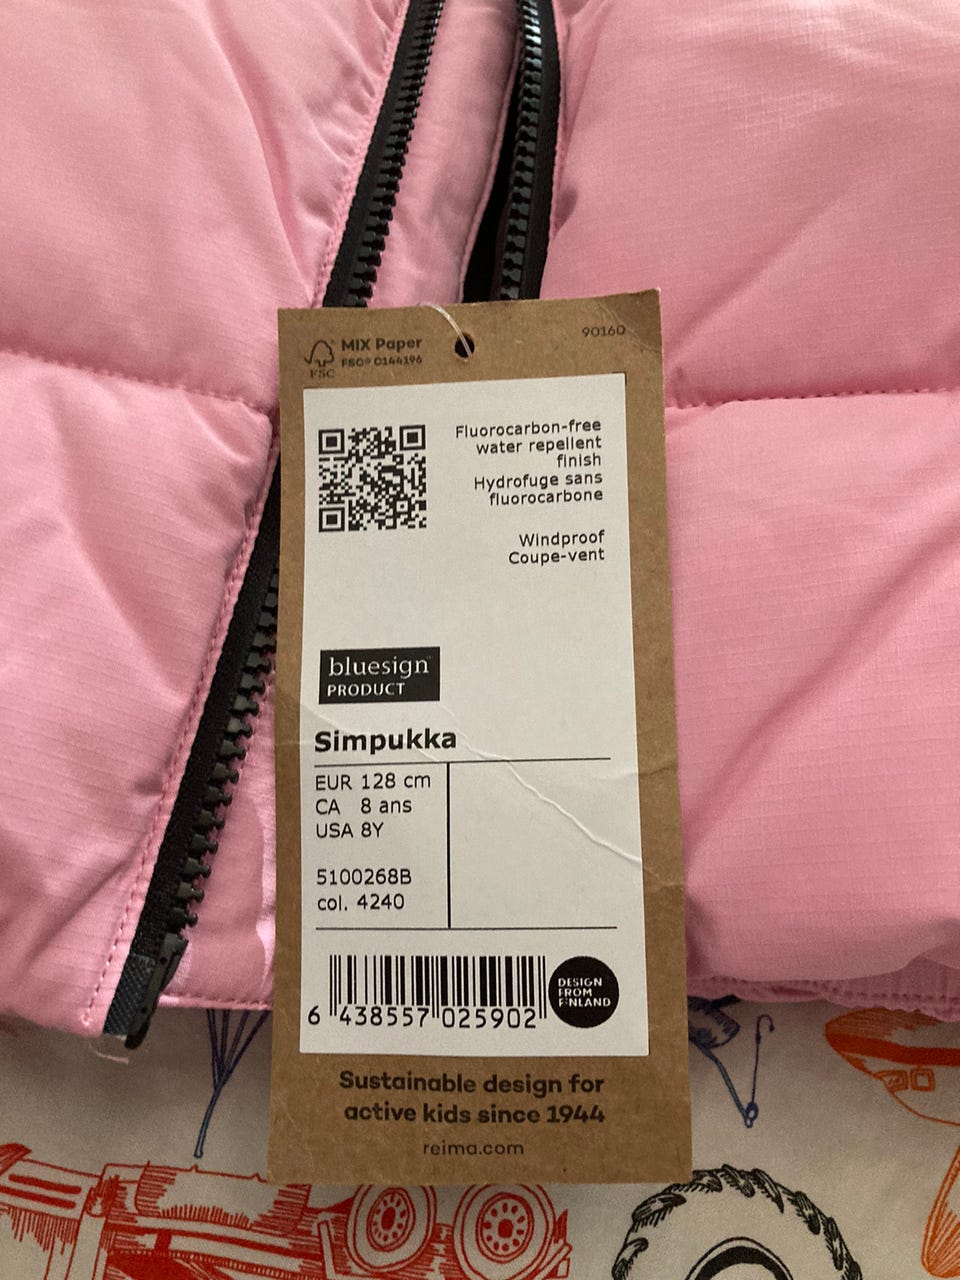 MIX Paper
FSC® C144196
FSC
90160
Fluorocarbon-free
water repellent
finish
Hydrofuge sans
fluorocarbone
Windproof
Coupe-vent
bluesign™
PRODUCT
Simpukka
EUR 128 cm
CA 8 ans
USA 8Y
5100268B
col. 4240
6 438557 025902
DESIGN
FROM
FINLAND
Sustainable design for
active kids since 1944
reima.com